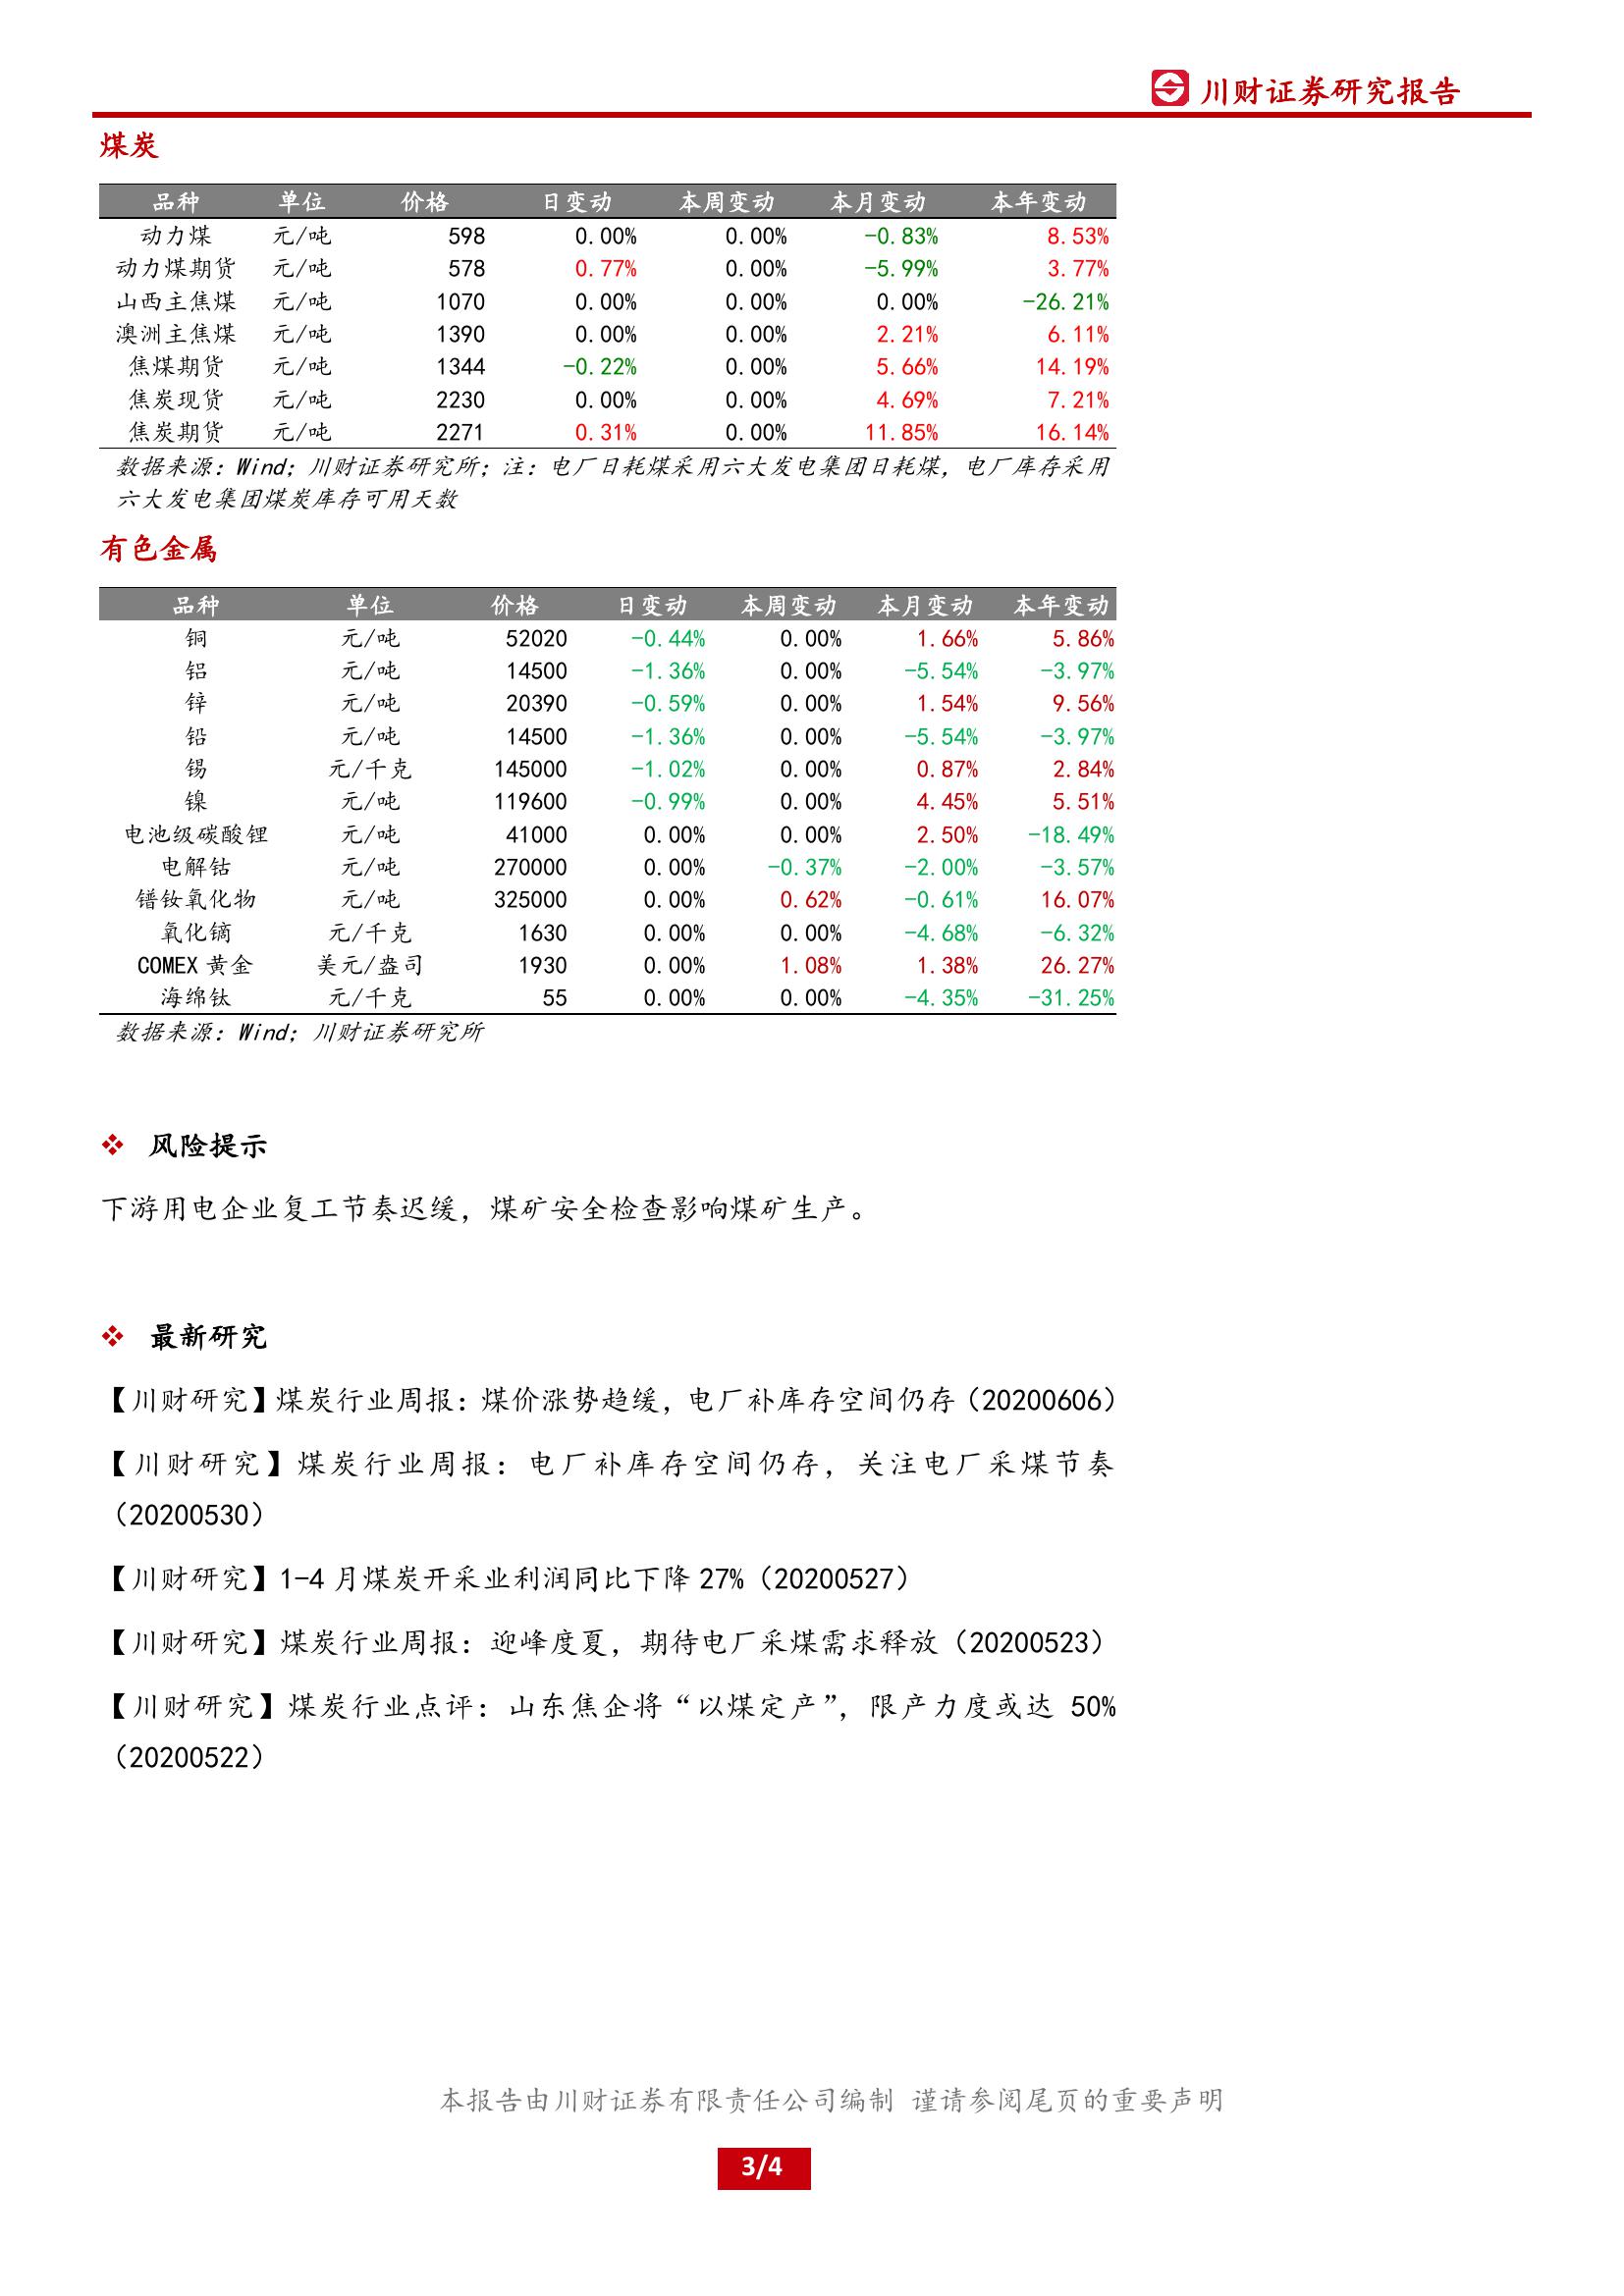 川财证券研究报告
煤炭
品种 单位 价格 日变动 本周变动 本月变动 本年变动
动力煤 元/吨 598 0.00% 0.00% -0.83% 8.53%
动力煤期货 元/吨 578 0.77% 0.00% -5.99% 3.77%
山西主焦煤 元/吨 1070 0.00% 0.00% 0.00% -26.21%
澳洲主焦煤 元/吨 1390 0.00% 0.00% 2.21% 6.11%
焦煤期货 元/吨 1344 -0.22% 0.00% 5.66% 14.19%
焦炭现货 元/吨 2230 0.00% 0.00% 4.69% 7.21%
焦炭期货 元/吨 2271 0.31% 0.00% 11.85% 16.14%
数据来源：Wind；川财证券研究所；注：电厂日耗煤采用六大发电集团日耗煤，电厂库存采用
六大发电集团煤炭库存可用天数
有色金属
品种 单位 价格 日变动 本周变动 本月变动 本年变动
铜 元/吨 52020 -0.44% 0.00% 1.66% 5.86%
铝 元/吨 14500 -1.36% 0.00% -5.54% -3.97%
锌 元/吨 20390 -0.59% 0.00% 1.54% 9.56%
铅 元/吨 14500 -1.36% 0.00% -5.54% -3.97%
锡 元/千克 145000 -1.02% 0.00% 0.87% 2.84%
镍 元/吨 119600 -0.99% 0.00% 4.45% 5.51%
电池级碳酸锂 元/吨 41000 0.00% 0.00% 2.50% -18.49%
电解钴 元/吨 270000 0.00% -0.37% -2.00% -3.57%
镨钕氧化物 元/吨 325000 0.00% 0.62% -0.61% 16.07%
氧化镝 元/千克 1630 0.00% 0.00% -4.68% -6.32%
COMEX 黄金 美元/盎司 1930 0.00% 1.08% 1.38% 26.27%
海绵钛 元/千克 55 0.00% 0.00% -4.35% -31.25%
数据来源：Wind；川财证券研究所
❖ 风险提示
下游用电企业复工节奏迟缓，煤矿安全检查影响煤矿生产。
❖ 最新研究
【川财研究】煤炭行业周报：煤价涨势趋缓，电厂补库存空间仍存（20200606）
【川财研究】煤炭行业周报：电厂补库存空间仍存，关注电厂采煤节奏
（20200530）
【川财研究】1-4 月煤炭开采业利润同比下降 27%（20200527）
【川财研究】煤炭行业周报：迎峰度夏，期待电厂采煤需求释放（20200523）
【川财研究】煤炭行业点评：山东焦企将“以煤定产”，限产力度或达 50%
（20200522）
本报告由川财证券有限责任公司编制 谨请参阅尾页的重要声明
3/4